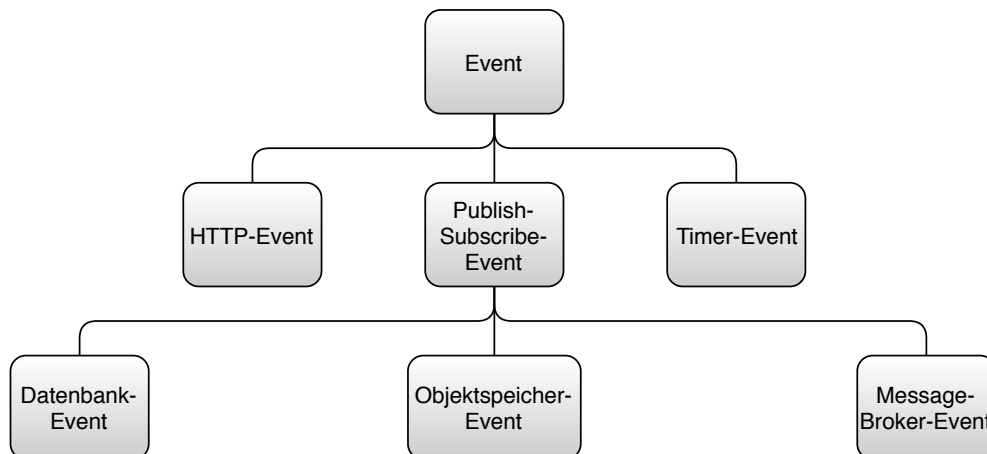 Event
HTTP-Event
Publish-
Subscribe-
Event
Timer-Event
Datenbank-
Event
Objektspeicher-
Event
Message-
Broker-Event